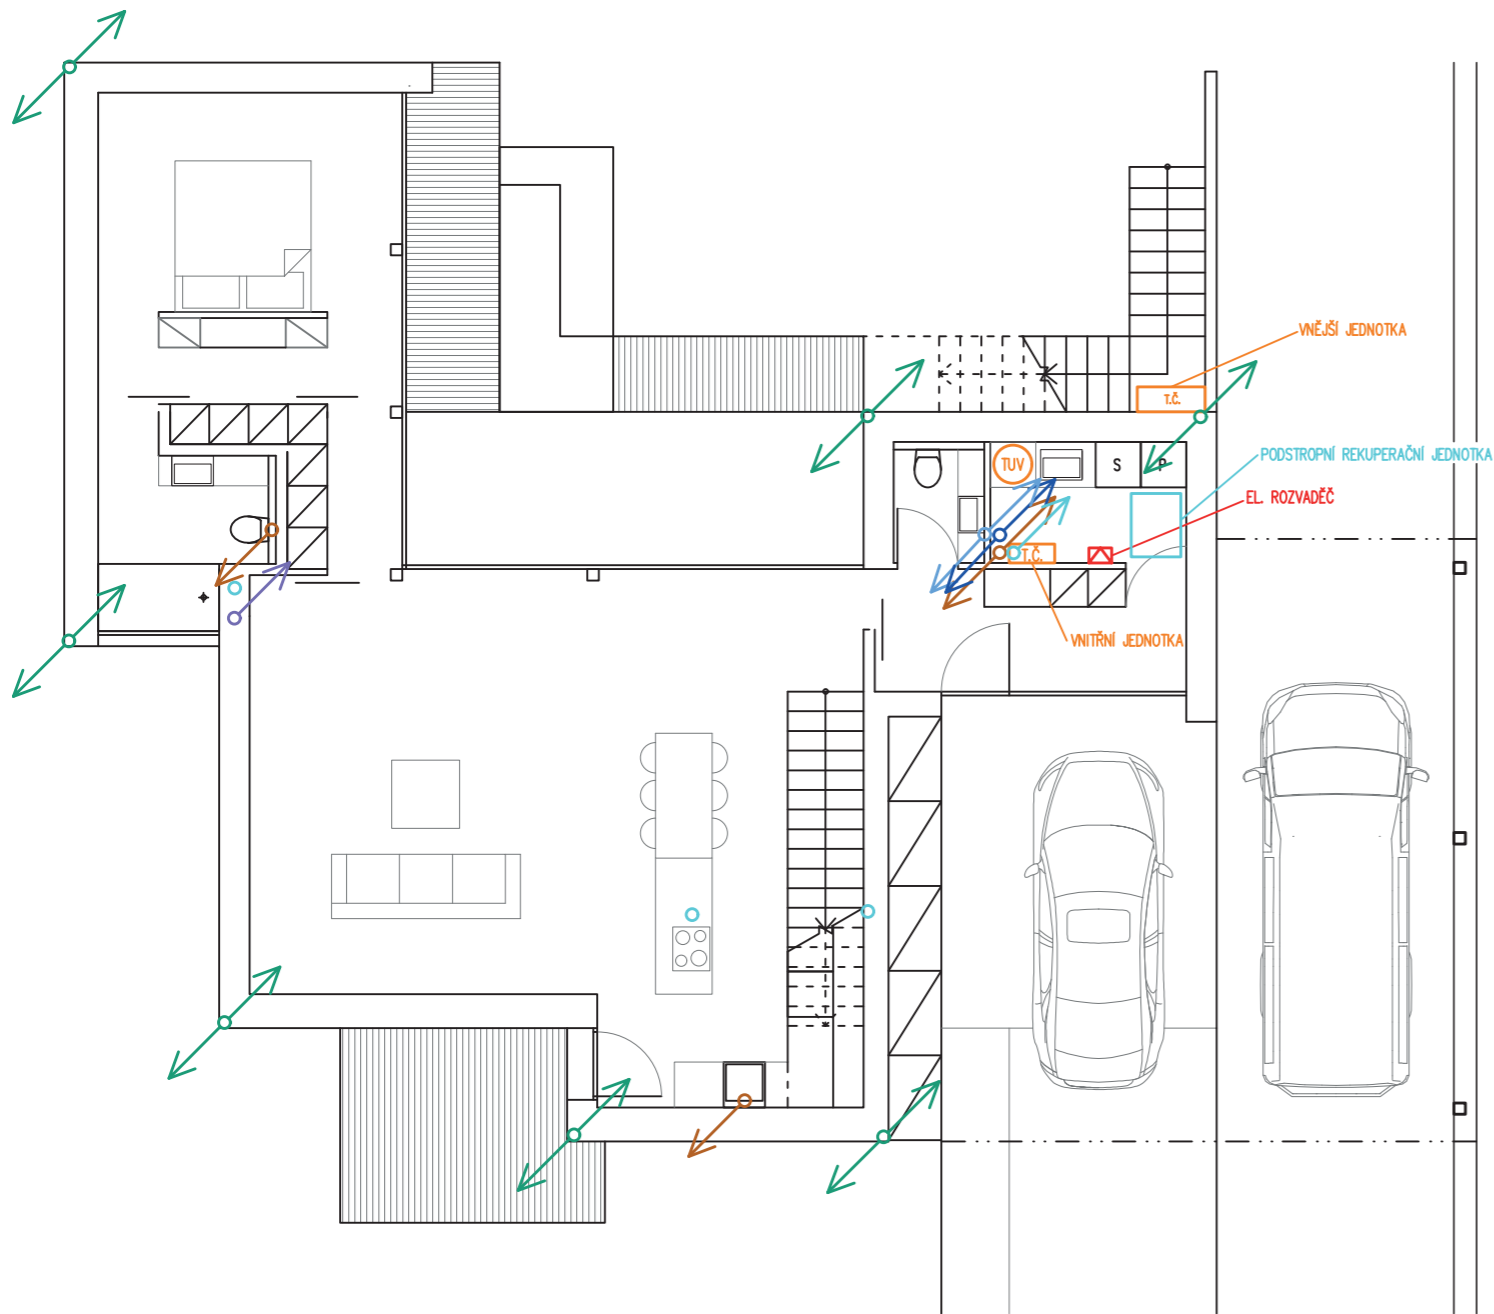 VNĚJŠÍ JEDNOTKA
T.Č.
PODSTROPNÍ REKUPERAČNÍ JEDNOTKA
TUV
S
P
EL. ROZVADĚČ
T.Č.
VNITŘNÍ JEDNOTKA